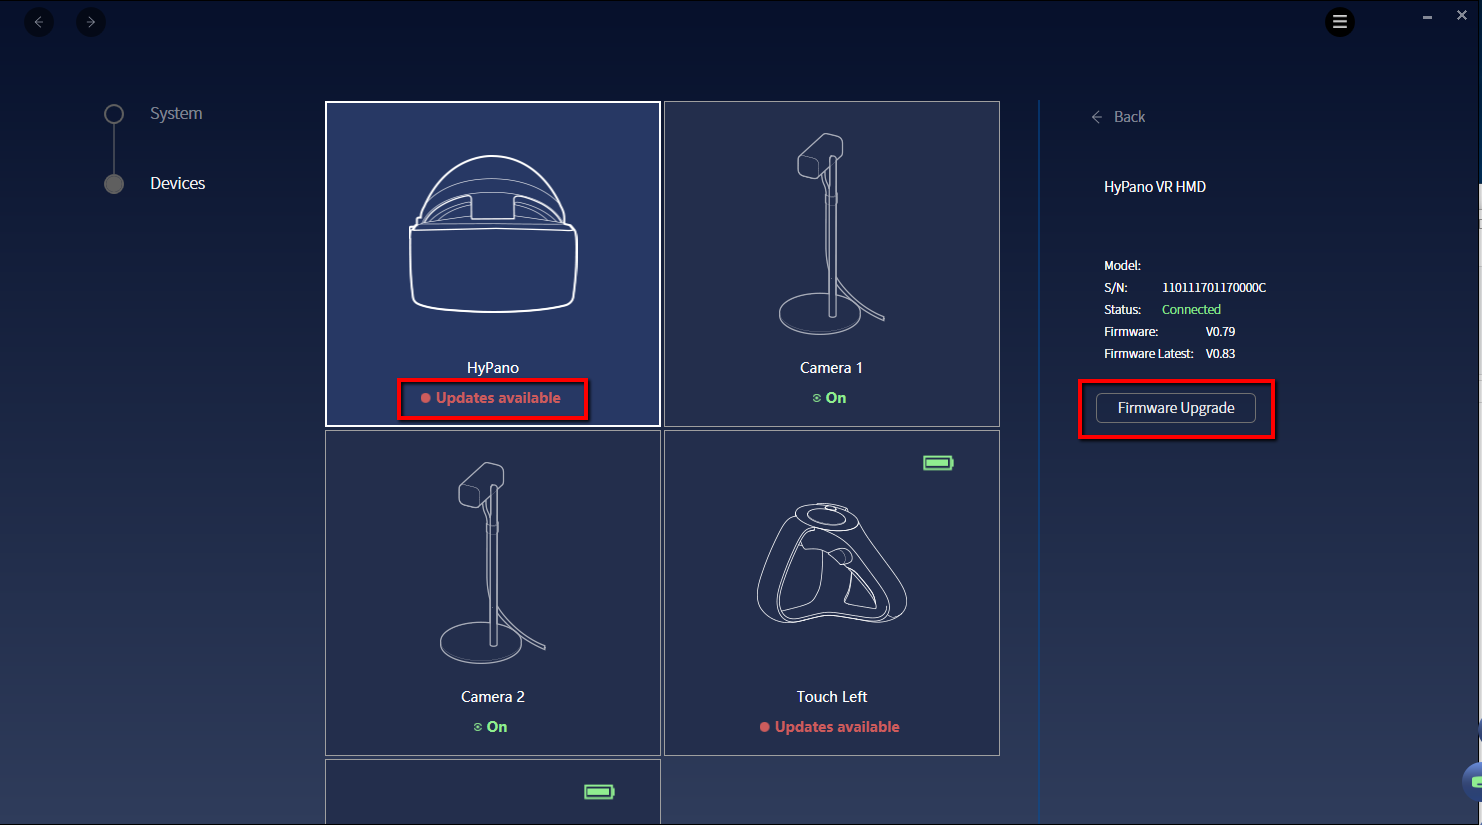 System
Devices
HyPano
Updates available
Camera 1
On
Camera 2
On
Touch Left
Updates available
Back
HyPano VR HMD
Model:
S/N: 110111701170000C
Status: Connected
Firmware: V0.79
Firmware Latest: V0.83
Firmware Upgrade